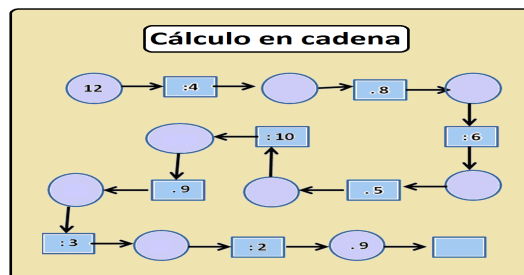 Cálculo en cadena
12 :4 . 8
:6
:10
. 9 . 5
: 3 : 2 . 9